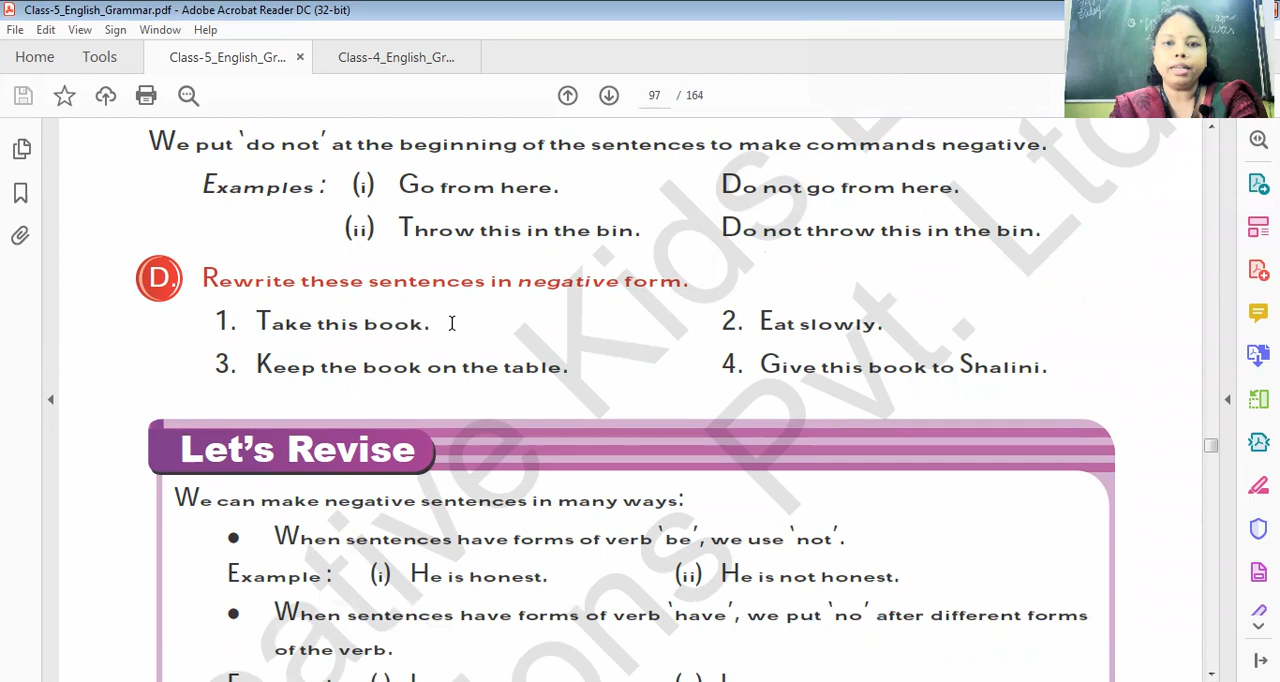 Class-5_English_Grammar.pdf - Adobe Acrobat Reader DC (32-bit)
File Edit View Sign Window Help
Home Tools Class-5_English_Gr... × Class-4_English_Gr...
97 / 164
We put 'do not' at the beginning of the sentences to make commands negative.
Examples : (i) Go from here. Do not go from here.
(ii) Throw this in the bin. Do not throw this in the bin.
D. Rewrite these sentences in negative form.
1. Take this book. 2. Eat slowly.
3. Keep the book on the table. 4. Give this book to Shalini.
Let's Revise
We can make negative sentences in many ways:
• When sentences have forms of verb 'be', we use 'not'.
Example : (i) He is honest. (ii) He is not honest.
• When sentences have forms of verb 'have', we put 'no' after different forms
of the verb.